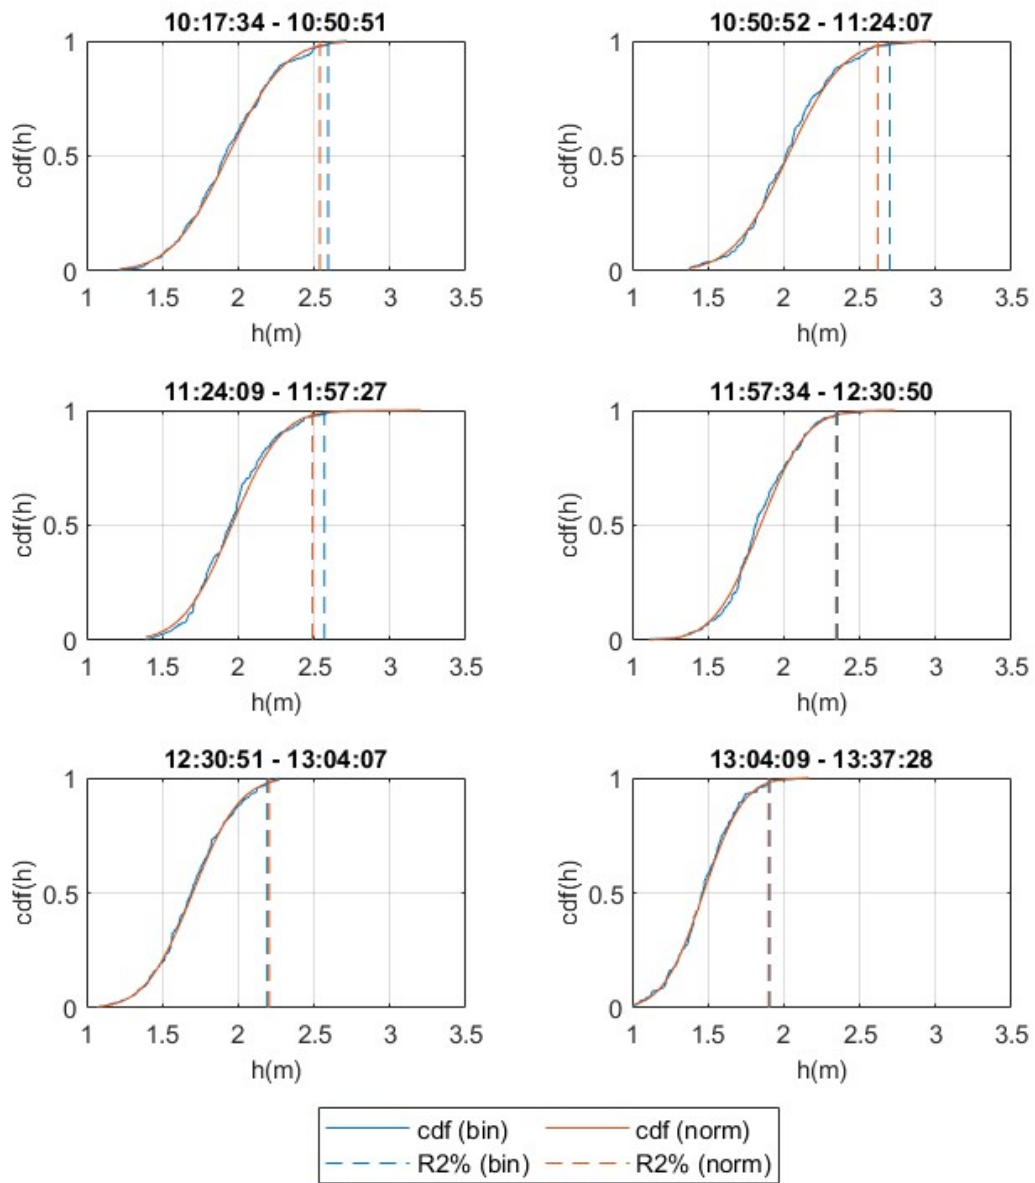 10:17:34 - 10:50:51
1
0.5
0
cdf(h)
1 1.5 2 2.5 3 3.5
h(m)
10:50:52 - 11:24:07
1
0.5
0
cdf(h)
1 1.5 2 2.5 3 3.5
h(m)
11:24:09 - 11:57:27
1
0.5
0
cdf(h)
1 1.5 2 2.5 3 3.5
h(m)
11:57:34 - 12:30:50
1
0.5
0
cdf(h)
1 1.5 2 2.5 3 3.5
h(m)
12:30:51 - 13:04:07
1
0.5
0
cdf(h)
1 1.5 2 2.5 3 3.5
h(m)
13:04:09 - 13:37:28
1
0.5
0
cdf(h)
1 1.5 2 2.5 3 3.5
h(m)
cdf (bin) cdf (norm)
R2% (bin) R2% (norm)